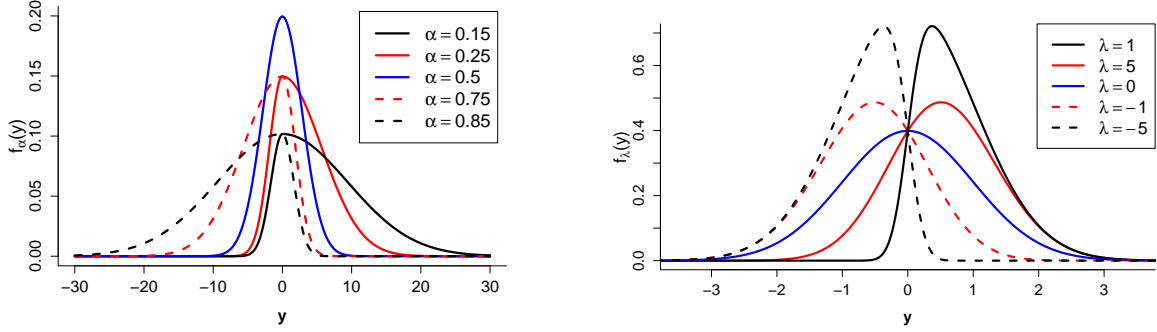 0.20
0.15
0.10
0.05
0.00
f_α(y)
−30 −20 −10 0 10 20 30
y
α = 0.15
α = 0.25
α = 0.5
α = 0.75
α = 0.85
0.6
0.4
0.2
0.0
f_λ(y)
−3 −2 −1 0 1 2 3
y
λ = 1
λ = 5
λ = 0
λ = −1
λ = −5